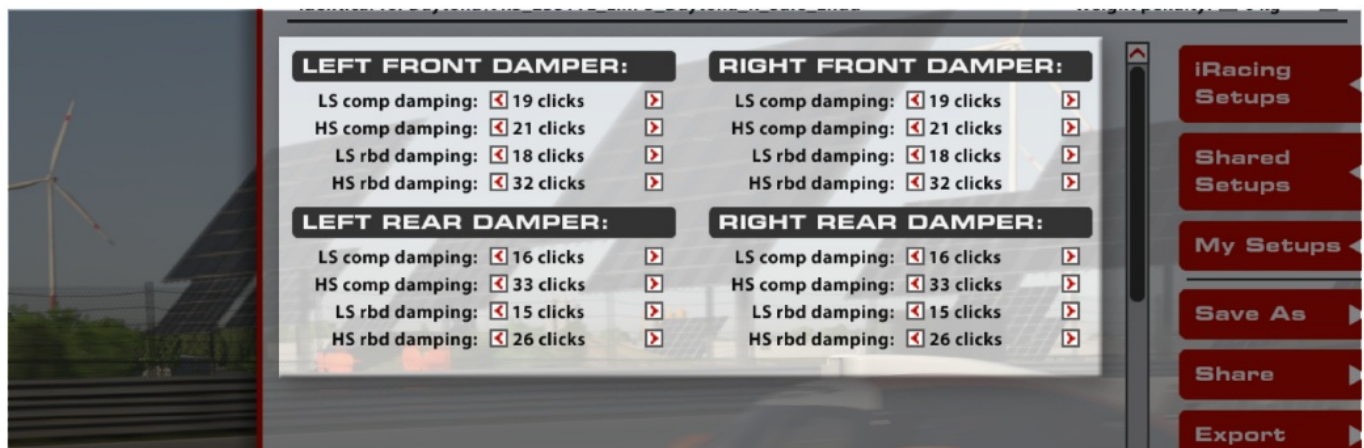 LEFT FRONT DAMPER:
LS comp damping: 19 clicks
HS comp damping: 21 clicks
LS rbd damping: 18 clicks
HS rbd damping: 32 clicks
RIGHT FRONT DAMPER:
LS comp damping: 19 clicks
HS comp damping: 21 clicks
LS rbd damping: 18 clicks
HS rbd damping: 32 clicks
LEFT REAR DAMPER:
LS comp damping: 16 clicks
HS comp damping: 33 clicks
LS rbd damping: 15 clicks
HS rbd damping: 26 clicks
RIGHT REAR DAMPER:
LS comp damping: 16 clicks
HS comp damping: 33 clicks
LS rbd damping: 15 clicks
HS rbd damping: 26 clicks
iRacing
Setups
Shared
Setups
My Setups
Save As
Share
Export